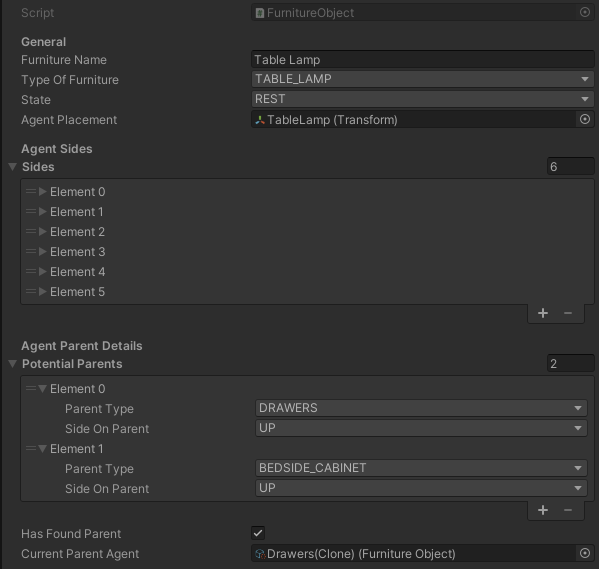 Script FurnitureObject
General
Furniture Name Table Lamp
Type Of Furniture TABLE_LAMP
State REST
Agent Placement TableLamp (Transform)
Agent Sides
Sides 6
Element 0
Element 1
Element 2
Element 3
Element 4
Element 5
+ −
Agent Parent Details
Potential Parents 2
Element 0
Parent Type DRAWERS
Side On Parent UP
Element 1
Parent Type BEDSIDE_CABINET
Side On Parent UP
+ −
Has Found Parent
Current Parent Agent Drawers(Clone) (Furniture Object)